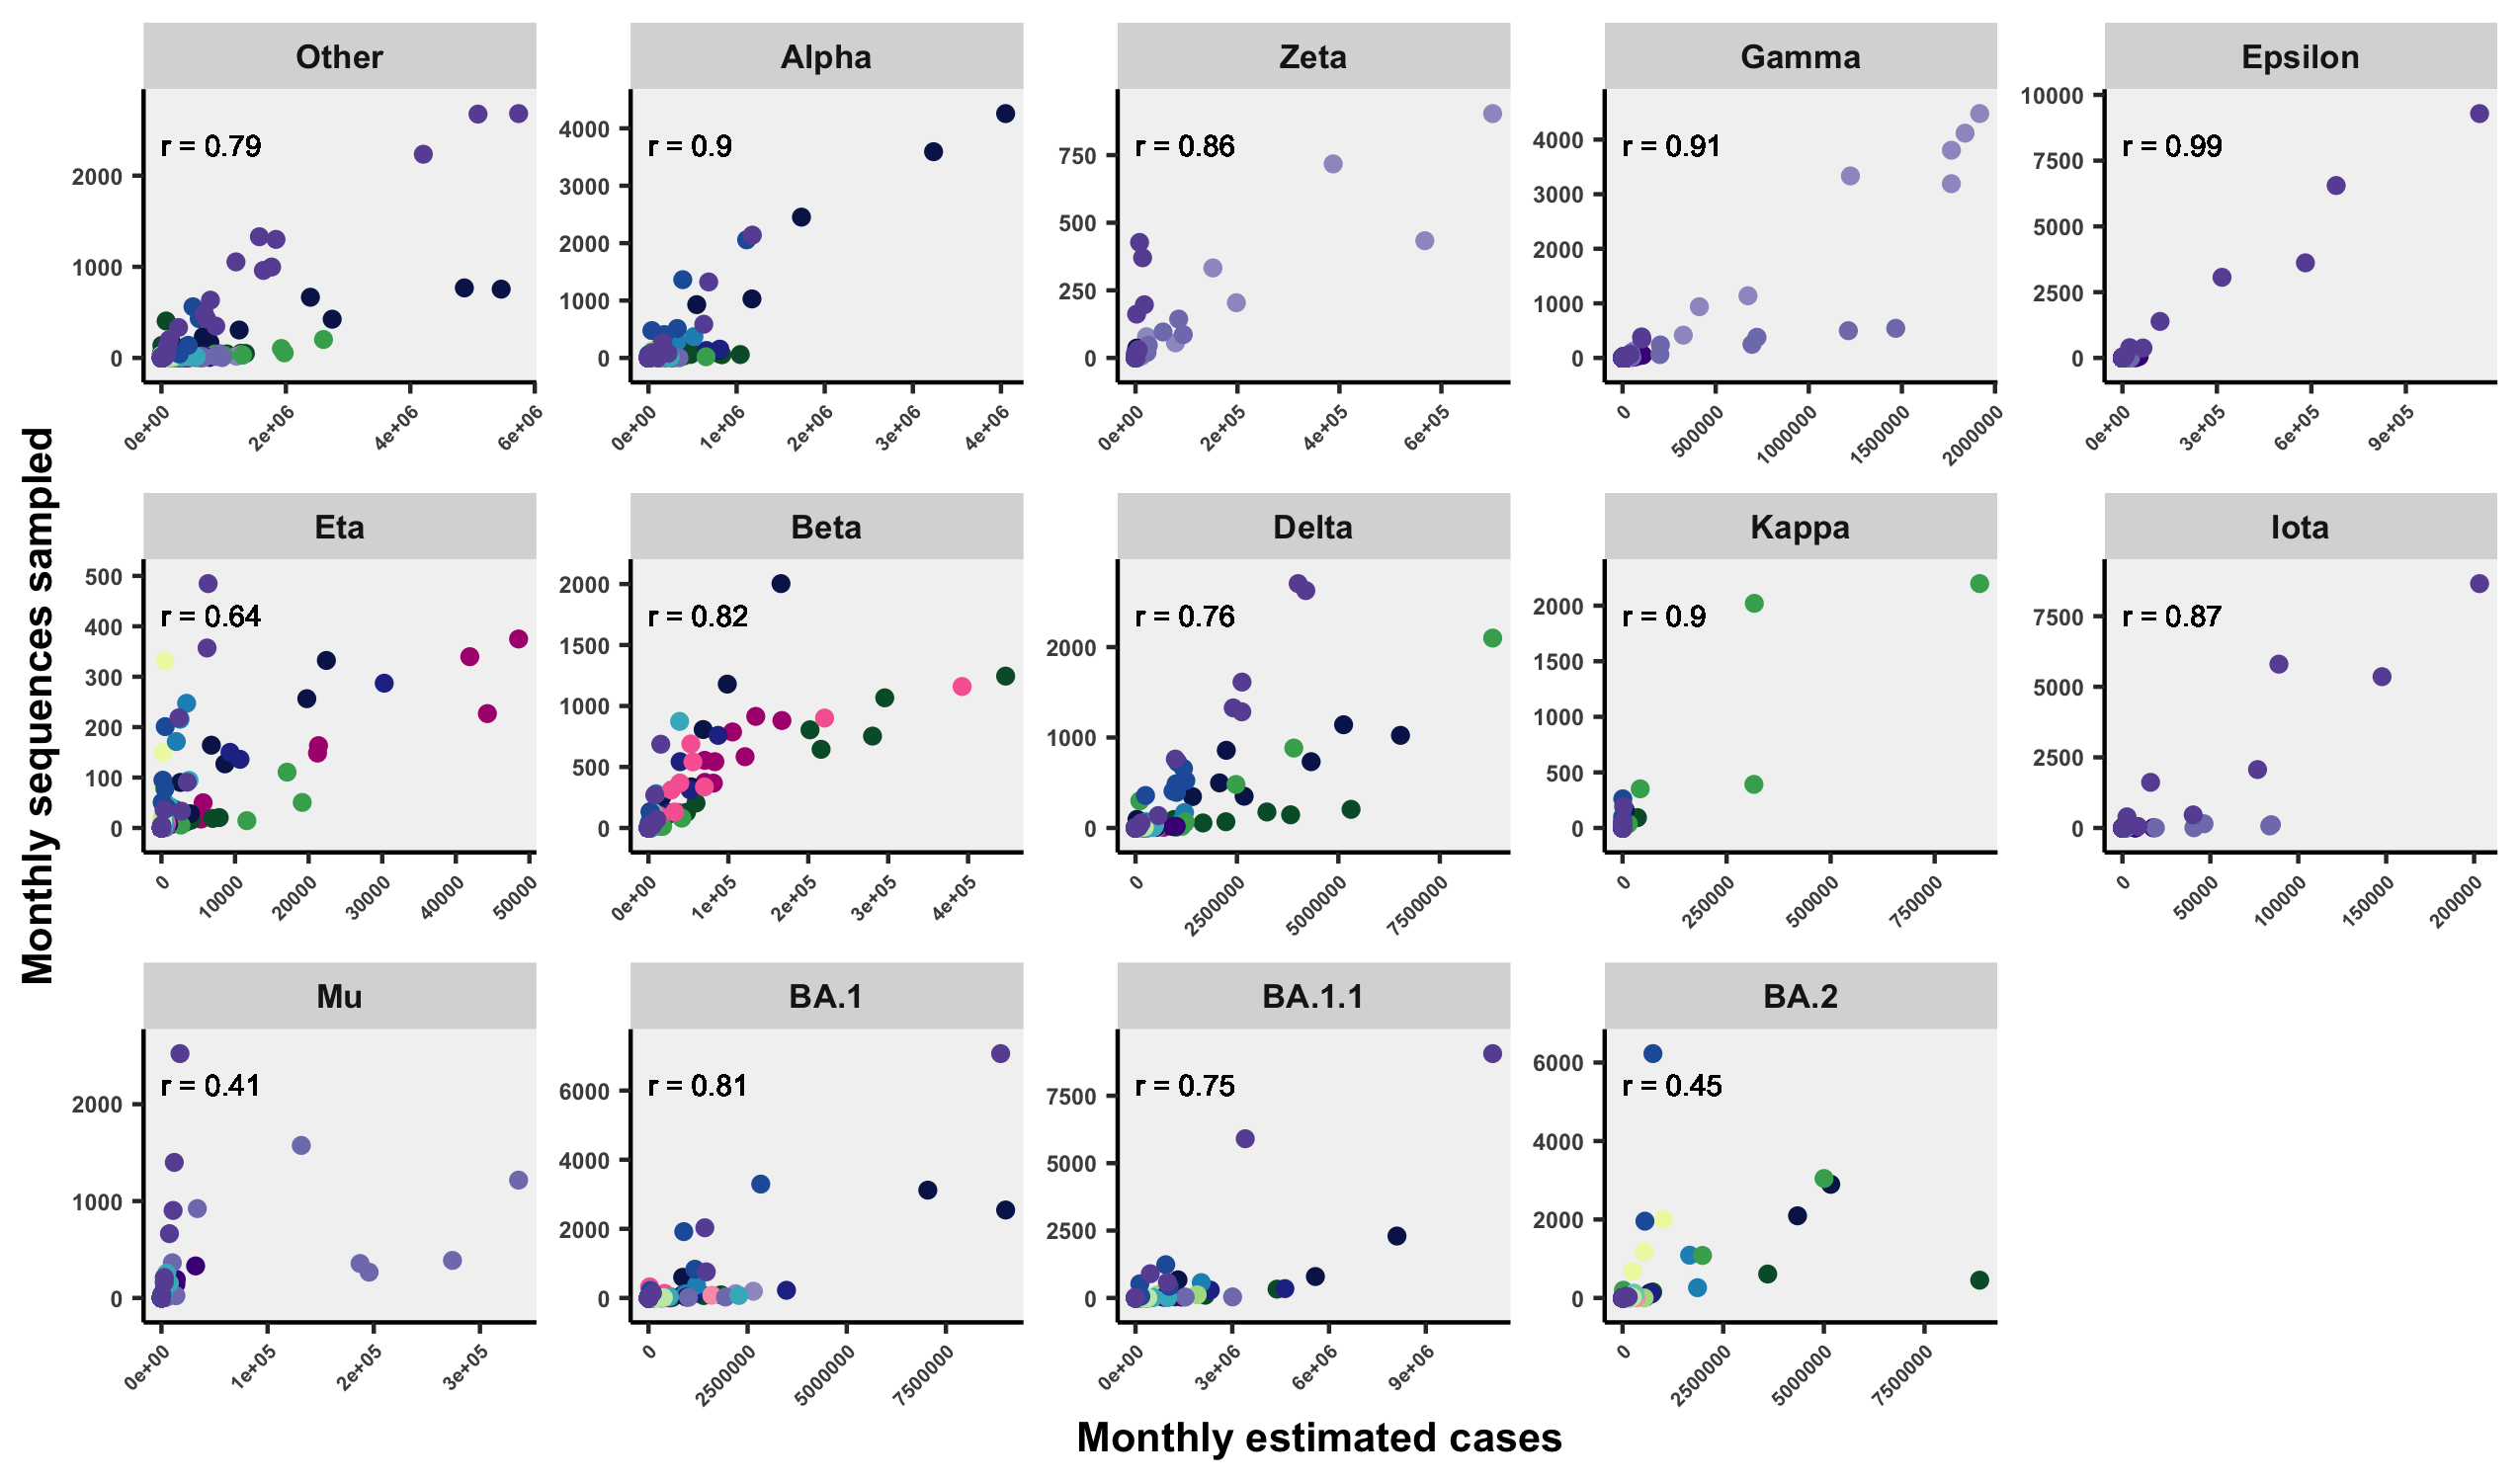 Other
Alpha
Zeta
Gamma
Epsilon
r = 0.79
r = 0.9
r = 0.86
r = 0.91
r = 0.99
2000
1000
0
4000
3000
2000
1000
0
750
500
250
0
4000
3000
2000
1000
0
10000
7500
5000
2500
0
0e+00 2e+06 4e+06 6e+06
0e+00 1e+06 2e+06 3e+06 4e+06
0e+00 2e+05 4e+05 6e+05
0 500000 1000000 1500000 2000000
0e+00 3e+05 6e+05 9e+05
Monthly sequences sampled
Eta
Beta
Delta
Kappa
Iota
r = 0.64
r = 0.82
r = 0.76
r = 0.9
r = 0.87
500
400
300
200
100
0
2000
1500
1000
500
0
2000
1000
0
2000
1500
1000
500
0
7500
5000
2500
0
0 10000 20000 30000 40000 50000
0e+00 1e+05 2e+05 3e+05 4e+05
0 2500000 5000000 7500000
0 250000 500000 750000
0 50000 100000 150000 200000
Mu
BA.1
BA.1.1
BA.2
r = 0.41
r = 0.81
r = 0.75
r = 0.45
2000
1000
0
6000
4000
2000
0
7500
5000
2500
0
6000
4000
2000
0
0e+00 1e+05 2e+05 3e+05
0 2500000 5000000 7500000
0e+00 3e+06 6e+06 9e+06
0 2500000 5000000 7500000
Monthly estimated cases